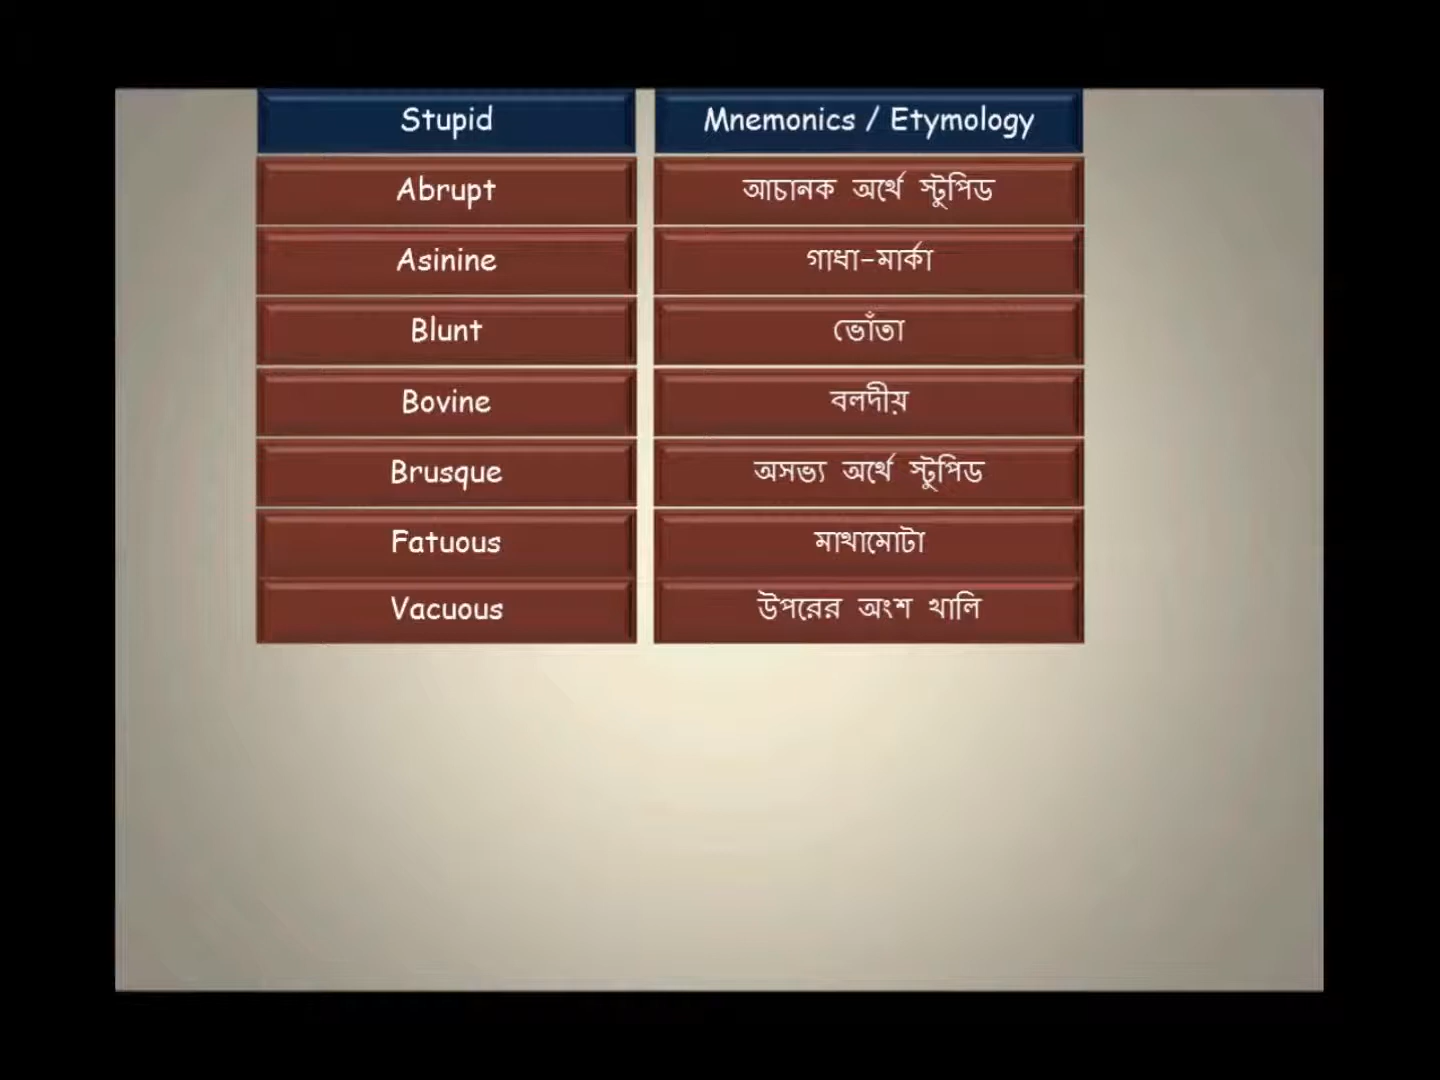 Stupid Mnemonics / Etymology
Abrupt আচানক অর্থে স্টুপিড
Asinine গাধা-মার্কা
Blunt ভোঁতা
Bovine বলদীয়
Brusque অসভ্য অর্থে স্টুপিড
Fatuous মাথামোটা
Vacuous উপরের অংশ খালি